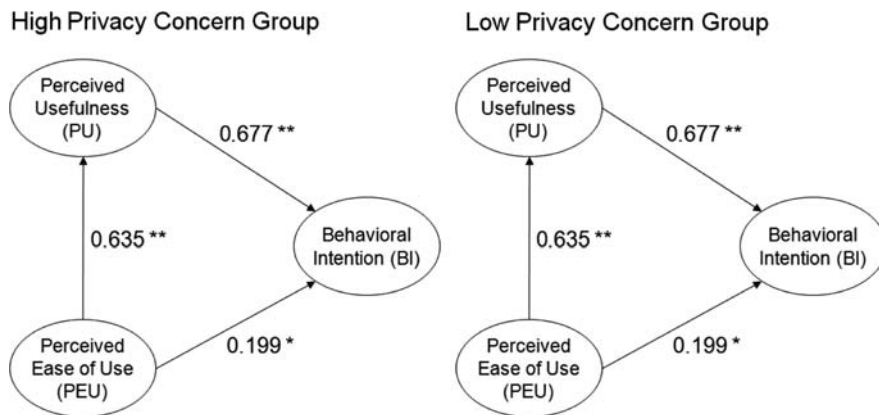 High Privacy Concern Group
Perceived
Usefulness
(PU)
0.677 **
0.635 **
Behavioral
Intention (BI)
0.199 *
Perceived
Ease of Use
(PEU)
Low Privacy Concern Group
Perceived
Usefulness
(PU)
0.677 **
0.635 **
Behavioral
Intention (BI)
0.199 *
Perceived
Ease of Use
(PEU)